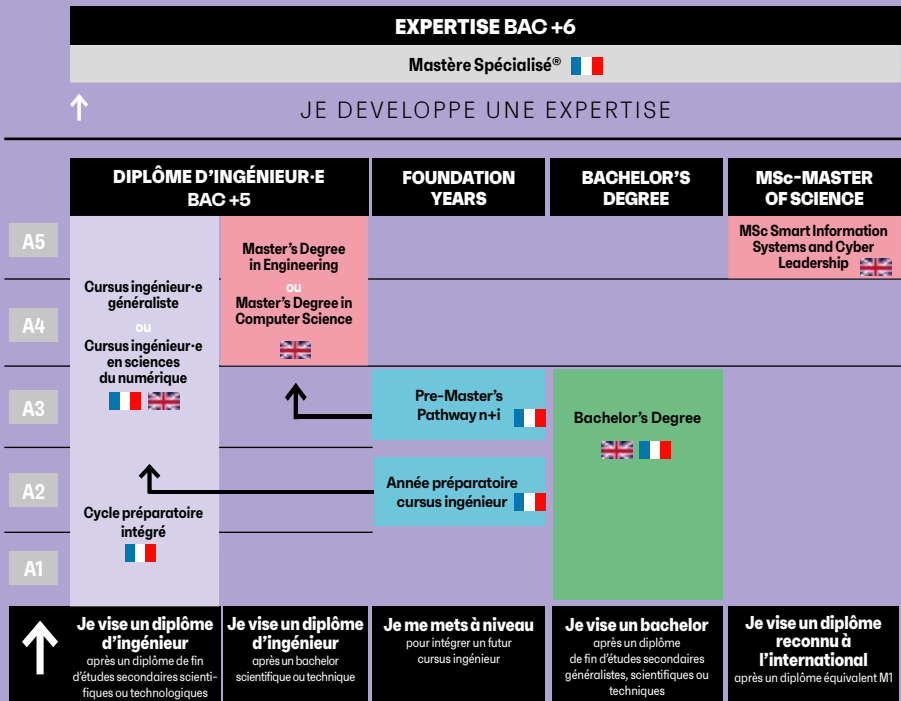 EXPERTISE BAC +6
Mastère Spécialisé®
JE DEVELOPPE UNE EXPERTISE
DIPLÔME D'INGÉNIEUR·E
BAC +5
FOUNDATION
YEARS
BACHELOR'S
DEGREE
MSc-MASTER
OF SCIENCE
A5
A4
A3
A2
A1
Cursus ingénieur·e
généraliste
ou
Cursus ingénieur·e
en sciences
du numérique
Cycle préparatoire
intégré
Master's Degree
in Engineering
ou
Master's Degree in
Computer Science
Pre-Master's
Pathway n+i
Année préparatoire
cursus ingénieur
Bachelor's Degree
MSc Smart Information
Systems and Cyber
Leadership
Je vise un diplôme
d'ingénieur
après un diplôme de fin
d'études secondaires scienti-
fiques ou technologiques
Je vise un diplôme
d'ingénieur
après un bachelor
scientifique ou technique
Je me mets à niveau
pour intégrer un futur
cursus ingénieur
Je vise un bachelor
après un diplôme
de fin d'études secondaires
généralistes, scientifiques ou
techniques
Je vise un diplôme
reconnu à
l'international
après un diplôme équivalent M1